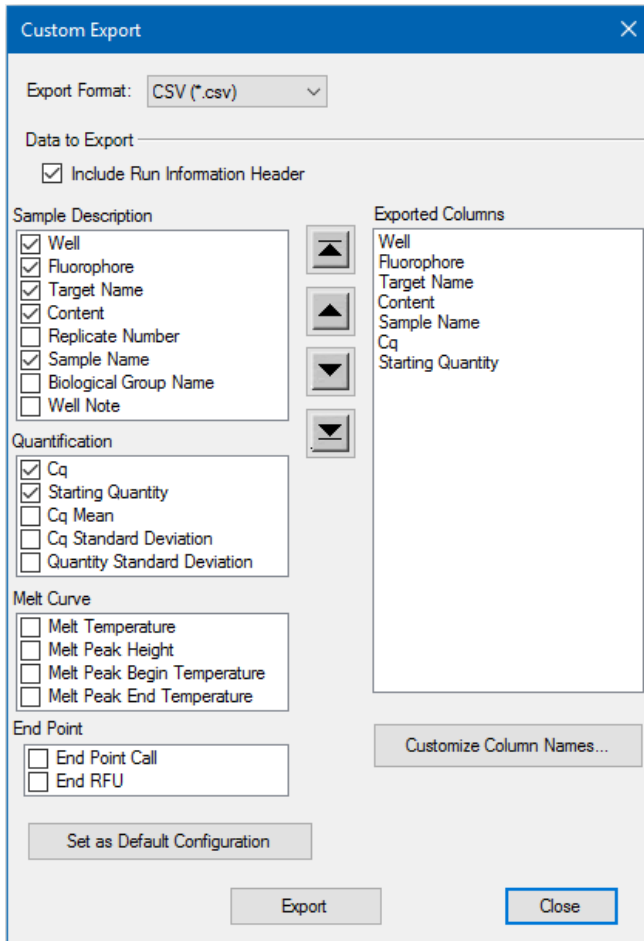 Custom Export
Export Format: CSV (*.csv)
Data to Export
Include Run Information Header
Sample Description
Well
Fluorophore
Target Name
Content
Replicate Number
Sample Name
Biological Group Name
Well Note
Quantification
Cq
Starting Quantity
Cq Mean
Cq Standard Deviation
Quantity Standard Deviation
Melt Curve
Melt Temperature
Melt Peak Height
Melt Peak Begin Temperature
Melt Peak End Temperature
End Point
End Point Call
End RFU
Exported Columns
Well
Fluorophore
Target Name
Content
Sample Name
Cq
Starting Quantity
Customize Column Names...
Set as Default Configuration
Export
Close